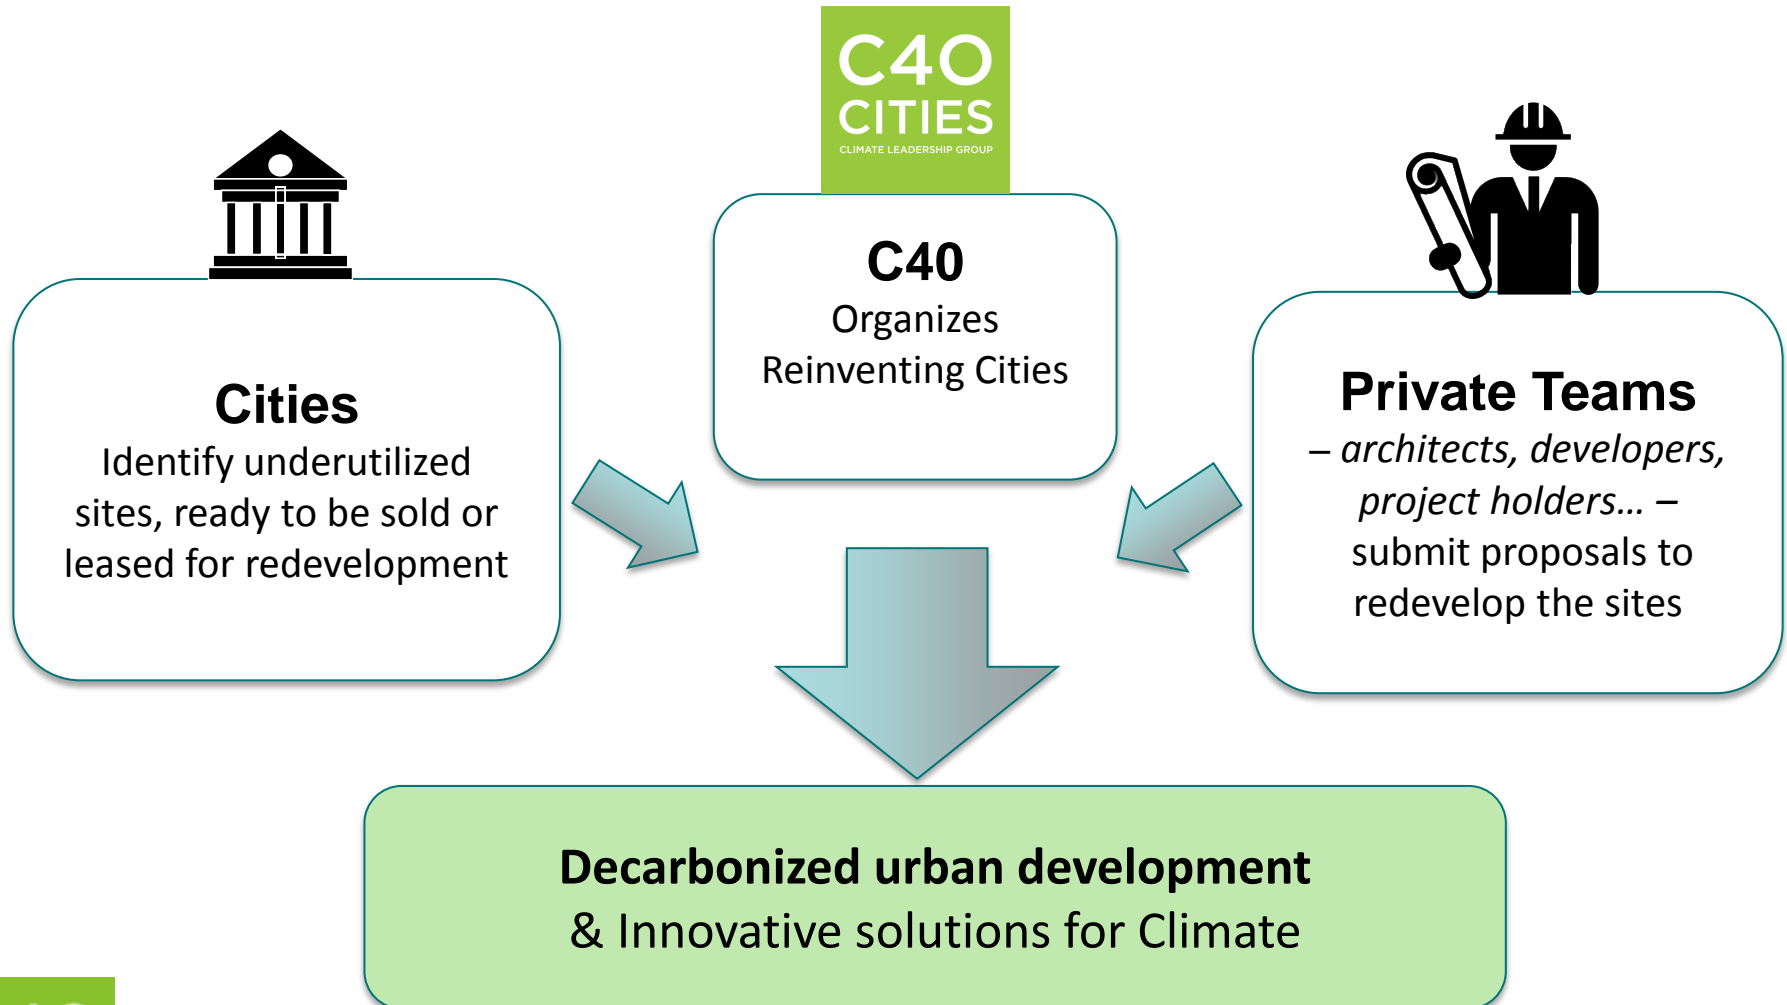 C40
CITIES
CLIMATE LEADERSHIP GROUP
Cities
Identify underutilized
sites, ready to be sold or
leased for redevelopment
C40
Organizes
Reinventing Cities
Private Teams
– architects, developers,
project holders... –
submit proposals to
redevelop the sites
Decarbonized urban development
& Innovative solutions for Climate